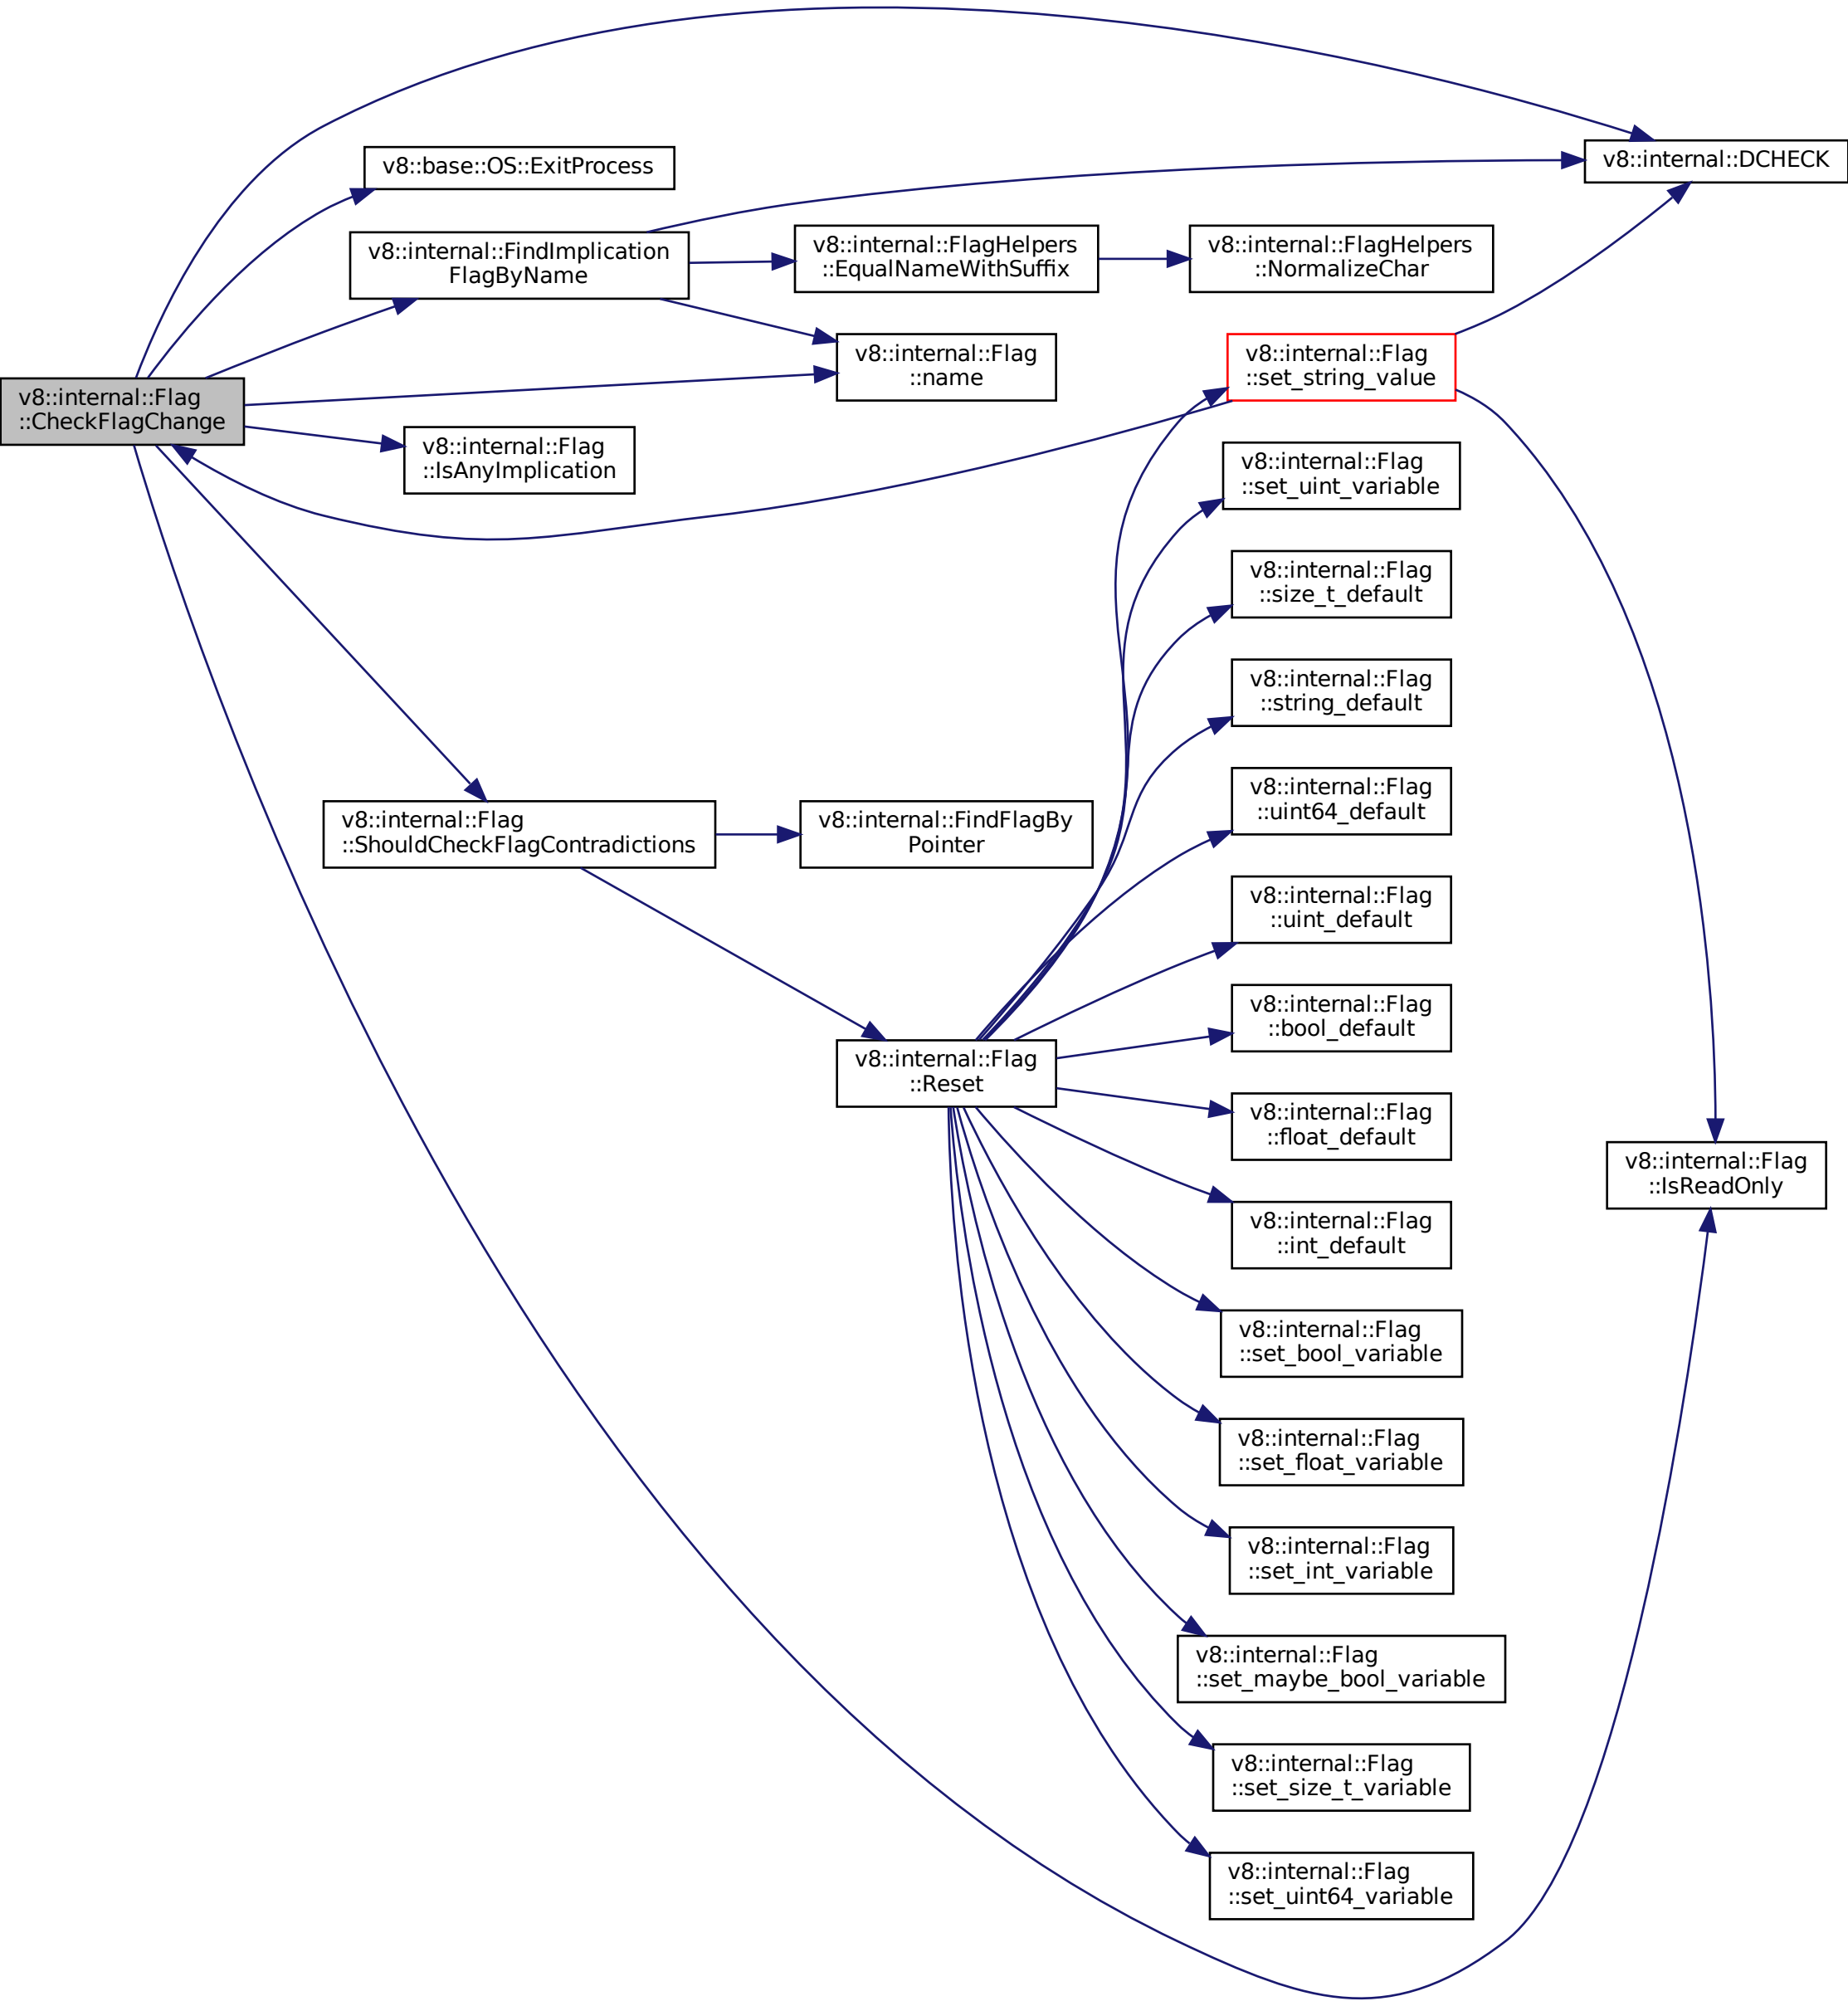 v8::internal::Flag
::CheckFlagChange
v8::base::OS::ExitProcess
v8::internal::FindImplication
FlagByName
v8::internal::Flag
::IsAnyImplication
v8::internal::Flag
::ShouldCheckFlagContradictions
v8::internal::FlagHelpers
::EqualNameWithSuffix
v8::internal::Flag
::name
v8::internal::FindFlagBy
Pointer
v8::internal::Flag
::Reset
v8::internal::FlagHelpers
::NormalizeChar
v8::internal::Flag
::set_string_value
v8::internal::Flag
::set_uint_variable
v8::internal::Flag
::size_t_default
v8::internal::Flag
::string_default
v8::internal::Flag
::uint64_default
v8::internal::Flag
::uint_default
v8::internal::Flag
::bool_default
v8::internal::Flag
::float_default
v8::internal::Flag
::int_default
v8::internal::Flag
::set_bool_variable
v8::internal::Flag
::set_float_variable
v8::internal::Flag
::set_int_variable
v8::internal::Flag
::set_maybe_bool_variable
v8::internal::Flag
::set_size_t_variable
v8::internal::Flag
::set_uint64_variable
v8::internal::DCHECK
v8::internal::Flag
::IsReadOnly